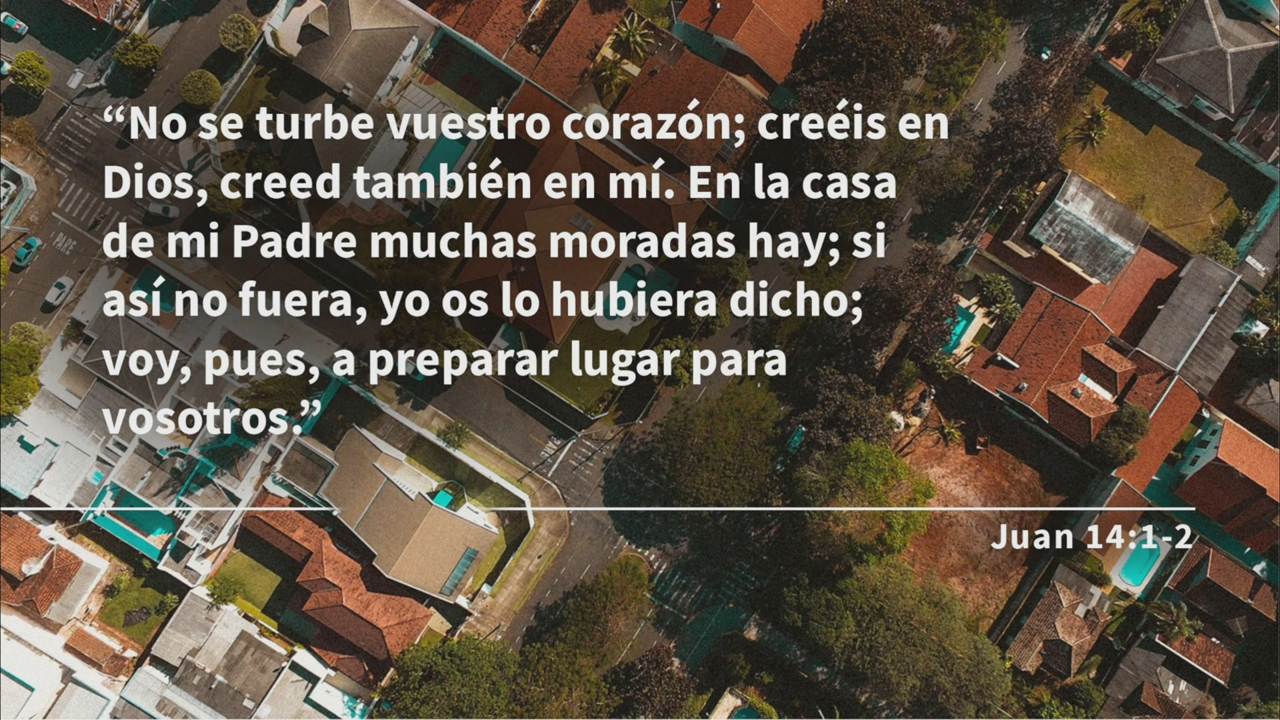 “No se turbe vuestro corazón; creéis en
Dios, creed también en mí. En la casa
de mi Padre muchas moradas hay; si
así no fuera, yo os lo hubiera dicho;
voy, pues, a preparar lugar para
vosotros.”
Juan 14:1-2
PARE